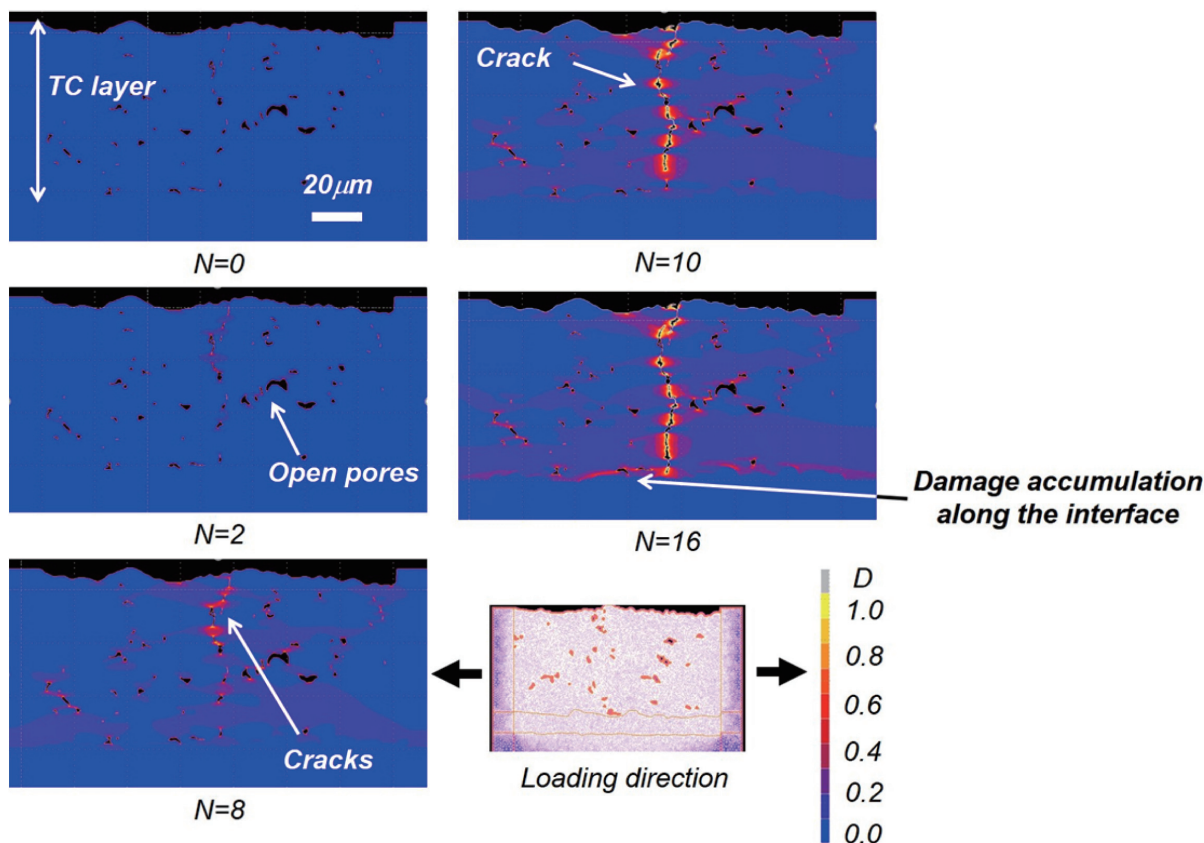 TC layer
20μm
N=0
Crack
N=10
Open pores
N=2
Damage accumulation
along the interface
N=16
Cracks
N=8
Loading direction
D
1.0
0.8
0.6
0.4
0.2
0.0